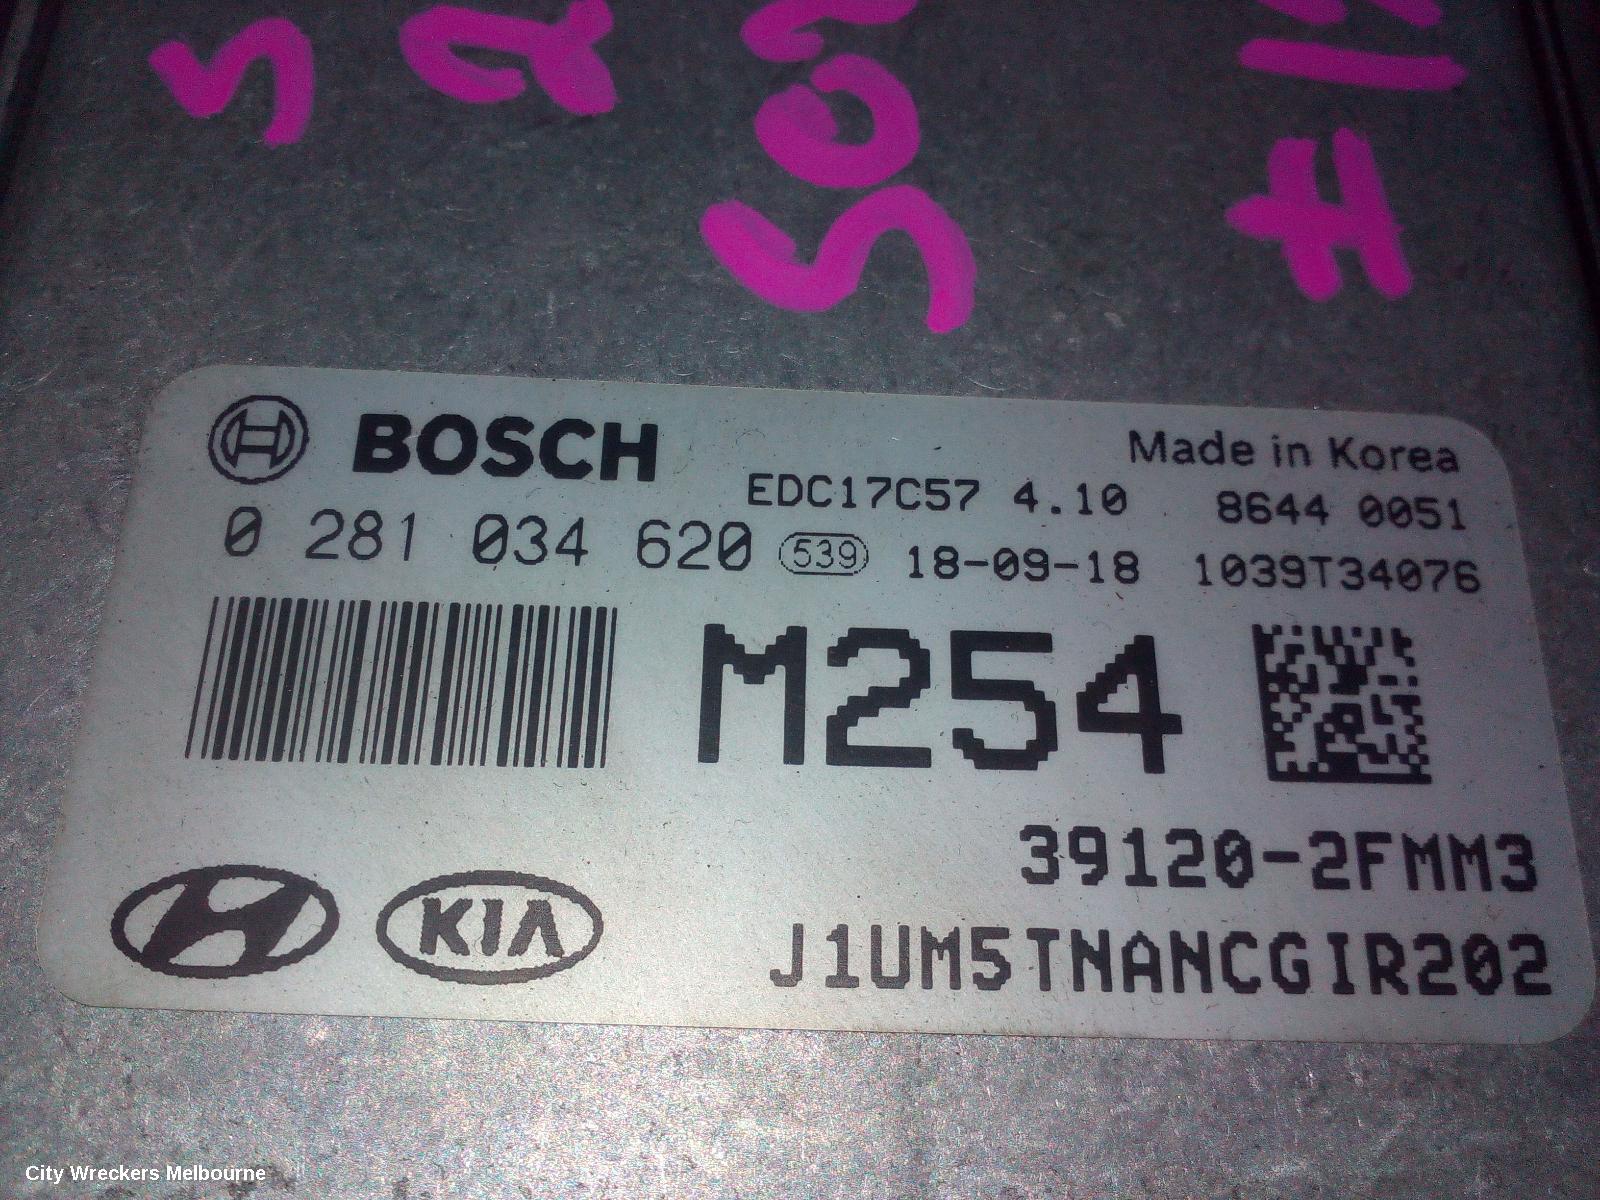 BOSCH
Made in Korea
EDC17C57 4.10 8644 0051
0 281 034 620 539 18-09-18 1039T34076
M254
39120-2FMM3
KIA
J1UM5TNANCGIR202
City Wreckers Melbourne